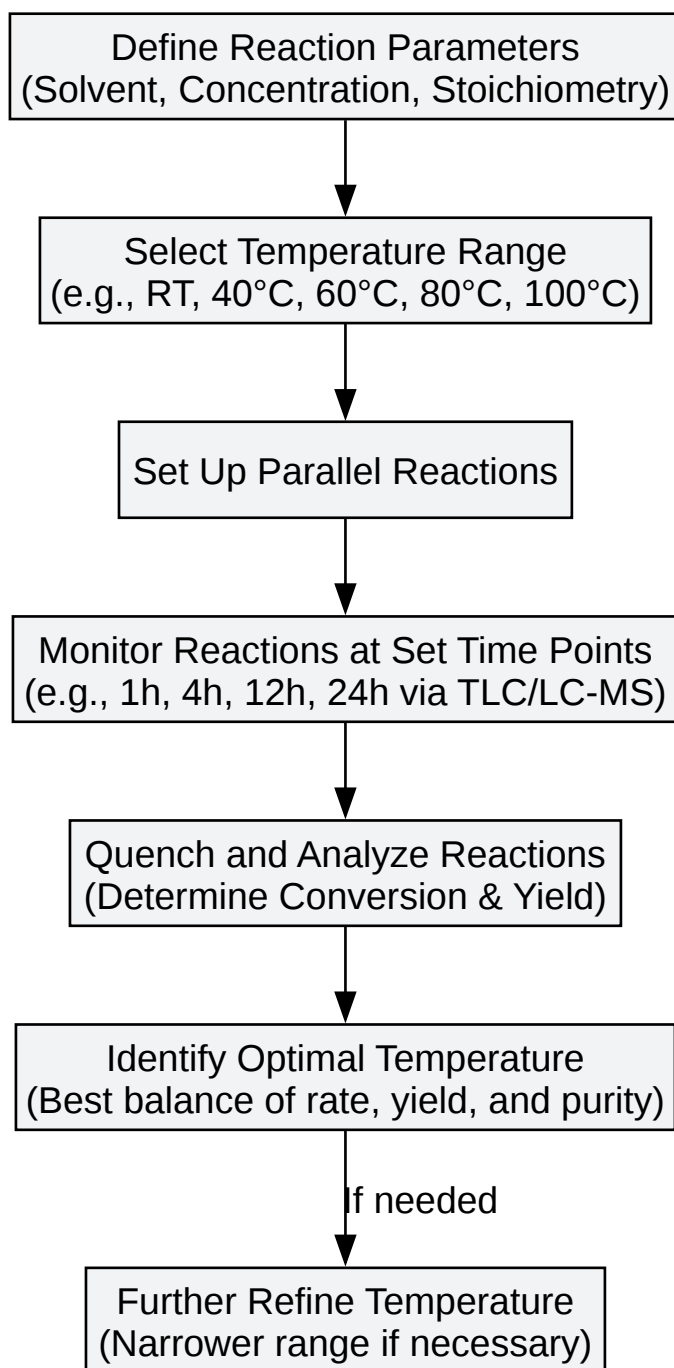 Define Reaction Parameters
(Solvent, Concentration, Stoichiometry)
Select Temperature Range
(e.g., RT, 40°C, 60°C, 80°C, 100°C)
Set Up Parallel Reactions
Monitor Reactions at Set Time Points
(e.g., 1h, 4h, 12h, 24h via TLC/LC-MS)
Quench and Analyze Reactions
(Determine Conversion & Yield)
Identify Optimal Temperature
(Best balance of rate, yield, and purity)
If needed
Further Refine Temperature
(Narrower range if necessary)